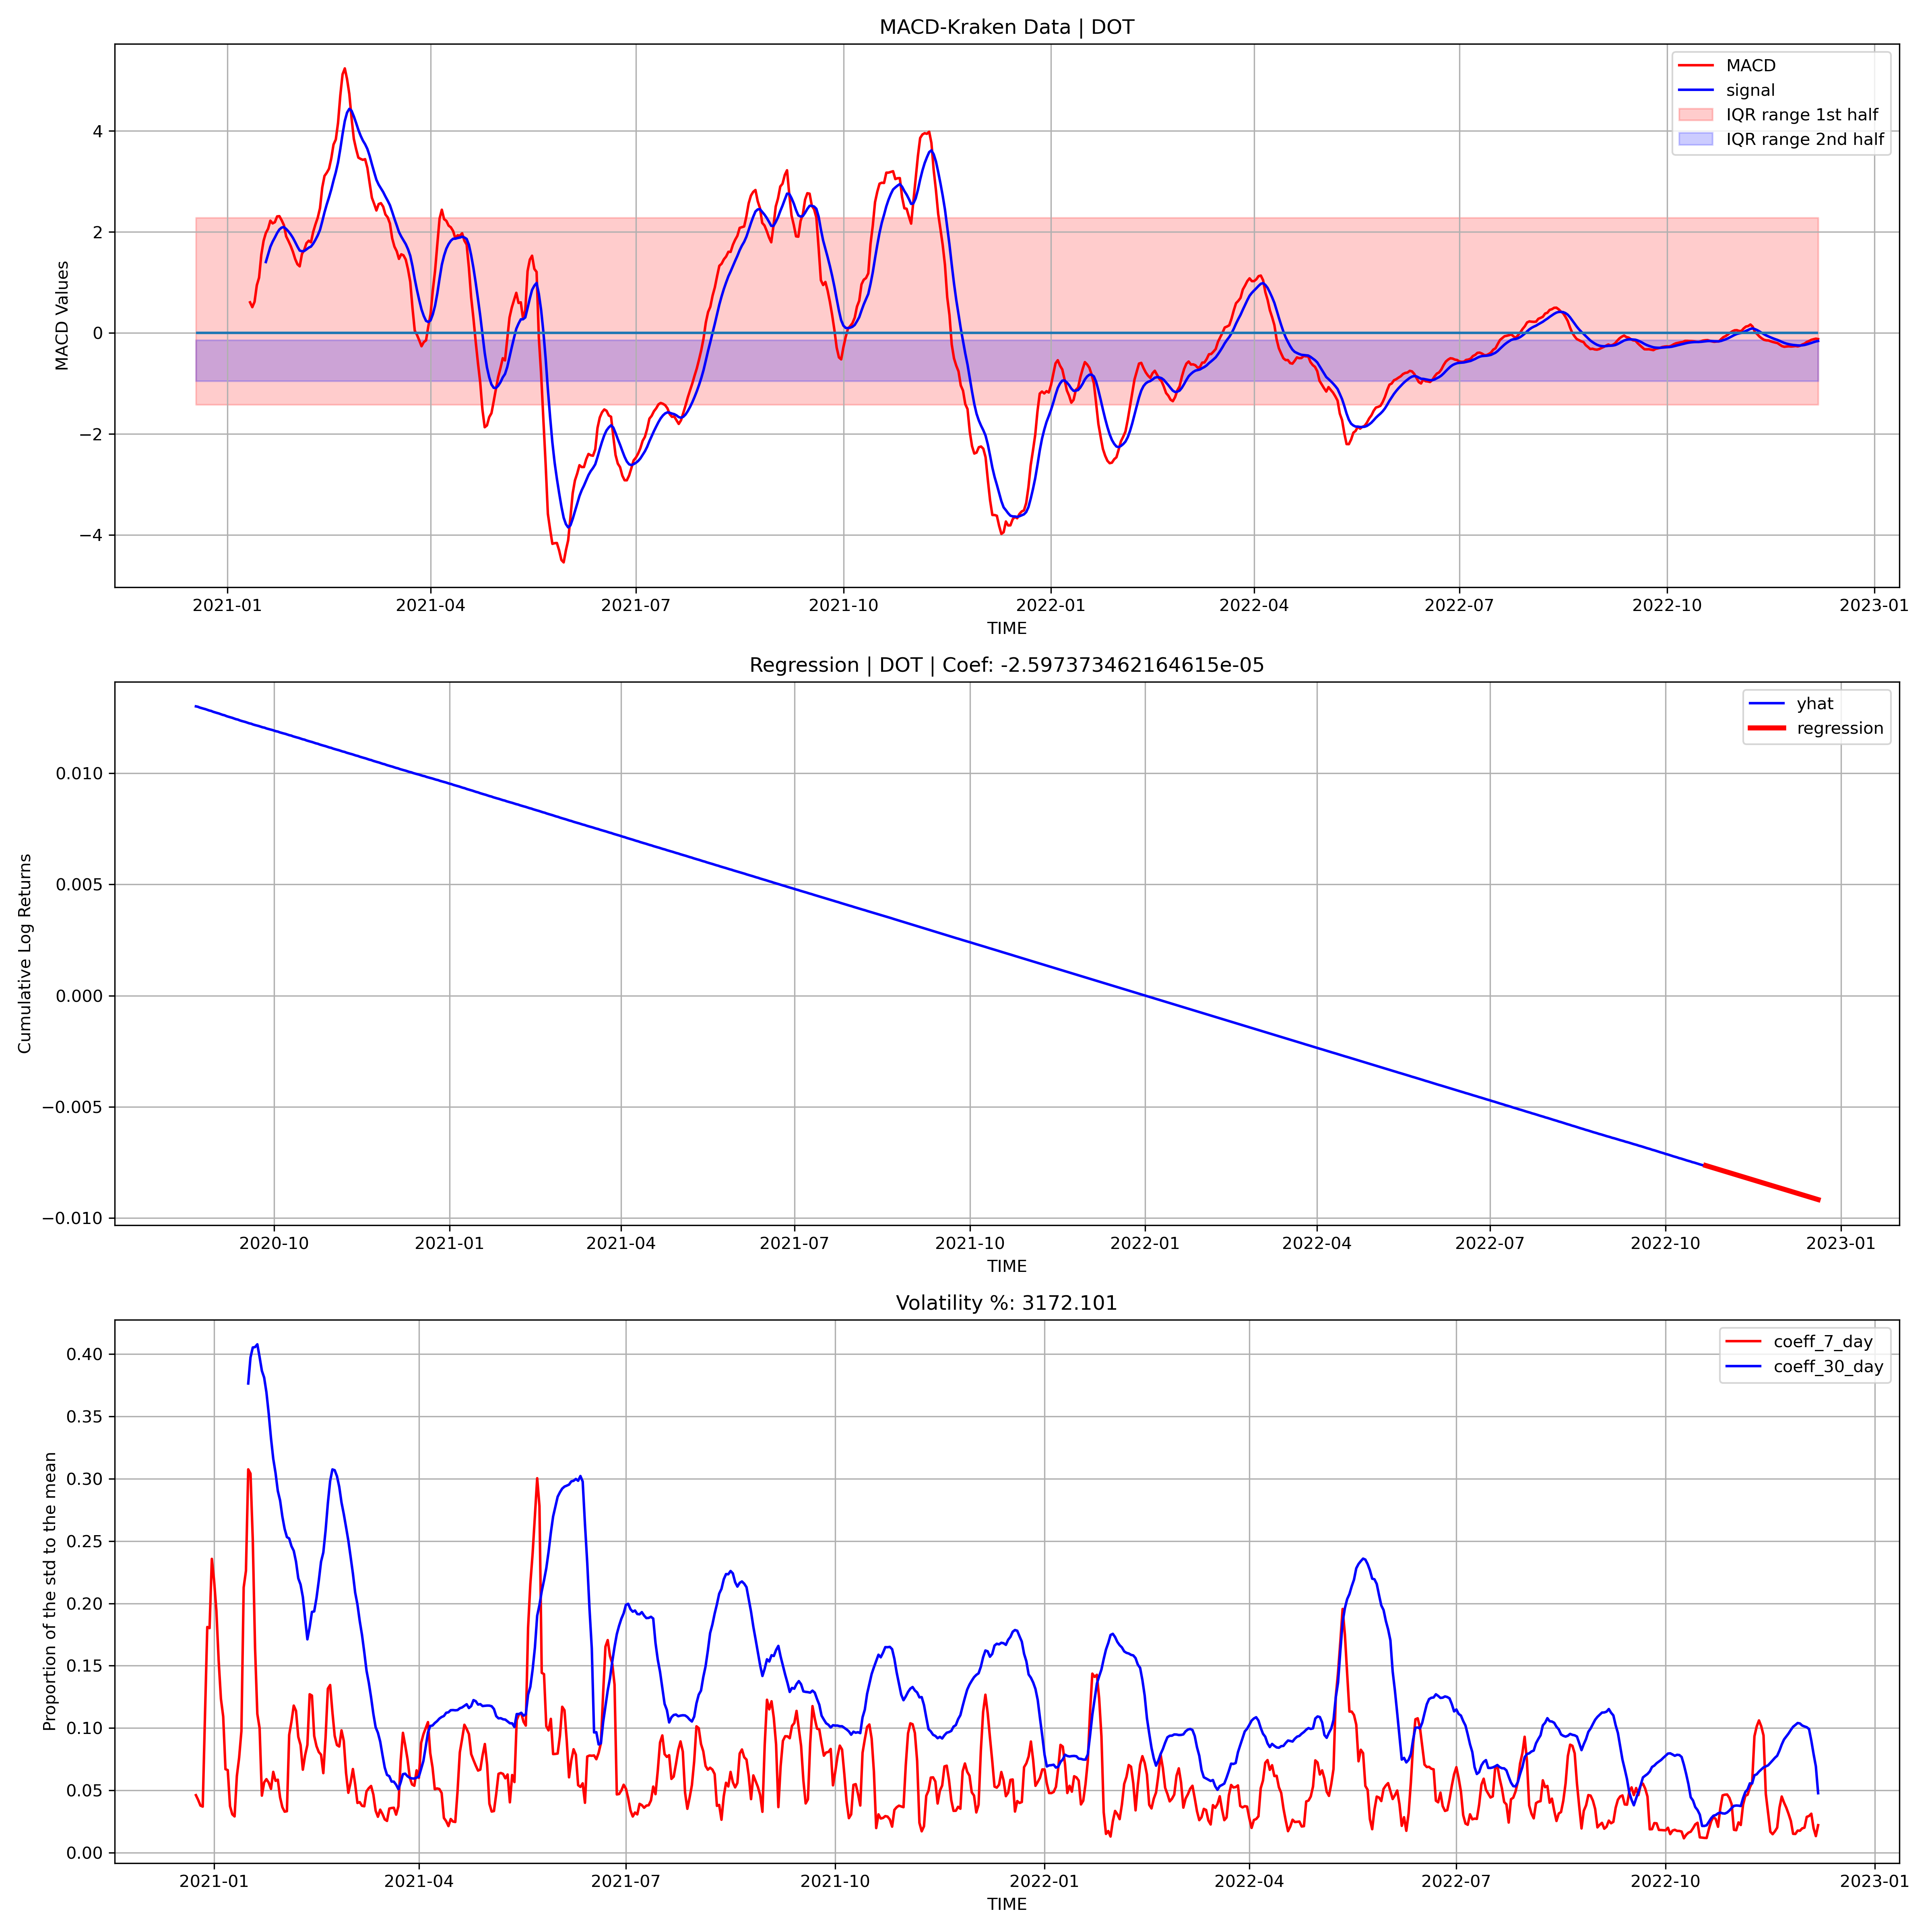 MACD-Kraken Data | DOT
MACD
signal
IQR range 1st half
IQR range 2nd half
MACD Values
4
2
0
−2
−4
2021-01 2021-04 2021-07 2021-10 2022-01 2022-04 2022-07 2022-10 2023-01
TIME
Regression | DOT | Coef: -2.597373462164615e-05
yhat
regression
Cumulative Log Returns
0.010
0.005
0.000
−0.005
−0.010
2020-10 2021-01 2021-04 2021-07 2021-10 2022-01 2022-04 2022-07 2022-10 2023-01
TIME
Volatility %: 3172.101
coeff_7_day
coeff_30_day
Proportion of the std to the mean
0.40
0.35
0.30
0.25
0.20
0.15
0.10
0.05
0.00
2021-01 2021-04 2021-07 2021-10 2022-01 2022-04 2022-07 2022-10 2023-01
TIME